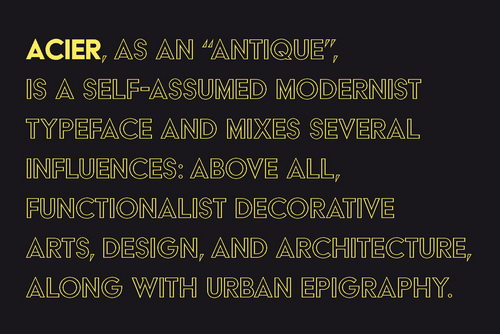 ACIER, AS AN “ANTIQUE”,
IS A SELF-ASSUMED MODERNIST
TYPEFACE AND MIXES SEVERAL
INFLUENCES: ABOVE ALL,
FUNCTIONALIST DECORATIVE
ARTS, DESIGN, AND ARCHITECTURE,
ALONG WITH URBAN EPIGRAPHY.